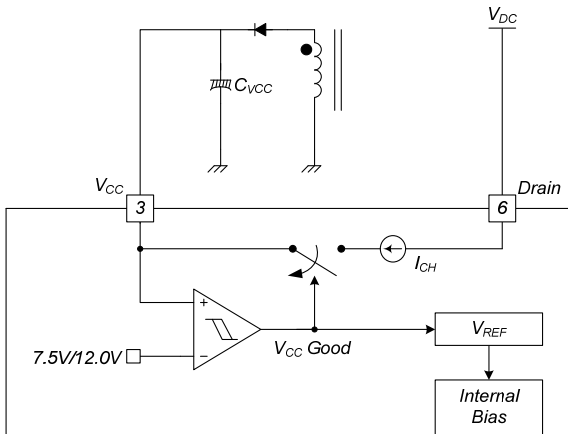 V_DC
C_VCC
V_CC
Drain
3
6
I_CH
+
−
7.5V/12.0V
V_CC Good
V_REF
Internal
Bias